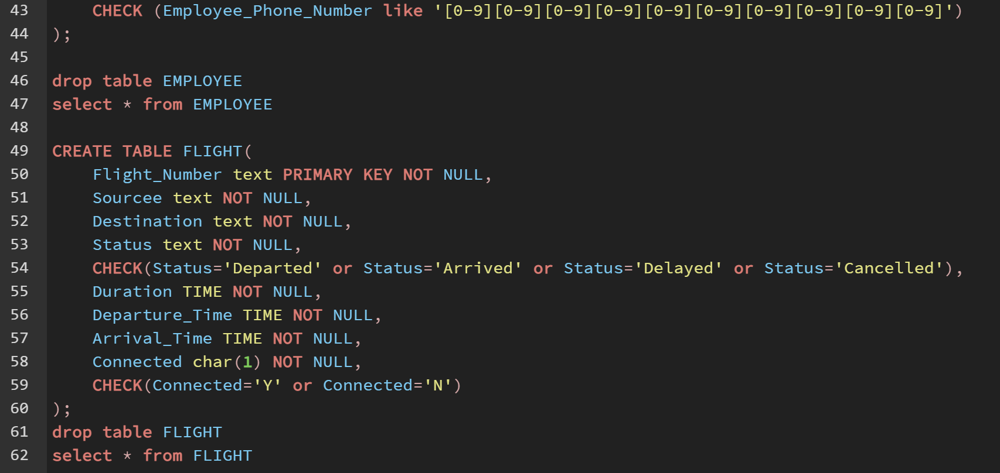 43 CHECK (Employee_Phone_Number like '[0-9][0-9][0-9][0-9][0-9][0-9][0-9][0-9][0-9][0-9]')
44 );
45
46 drop table EMPLOYEE
47 select * from EMPLOYEE
48
49 CREATE TABLE FLIGHT(
50 Flight_Number text PRIMARY KEY NOT NULL,
51 Sourcee text NOT NULL,
52 Destination text NOT NULL,
53 Status text NOT NULL,
54 CHECK(Status='Departed' or Status='Arrived' or Status='Delayed' or Status='Cancelled'),
55 Duration TIME NOT NULL,
56 Departure_Time TIME NOT NULL,
57 Arrival_Time TIME NOT NULL,
58 Connected char(1) NOT NULL,
59 CHECK(Connected='Y' or Connected='N')
60 );
61 drop table FLIGHT
62 select * from FLIGHT